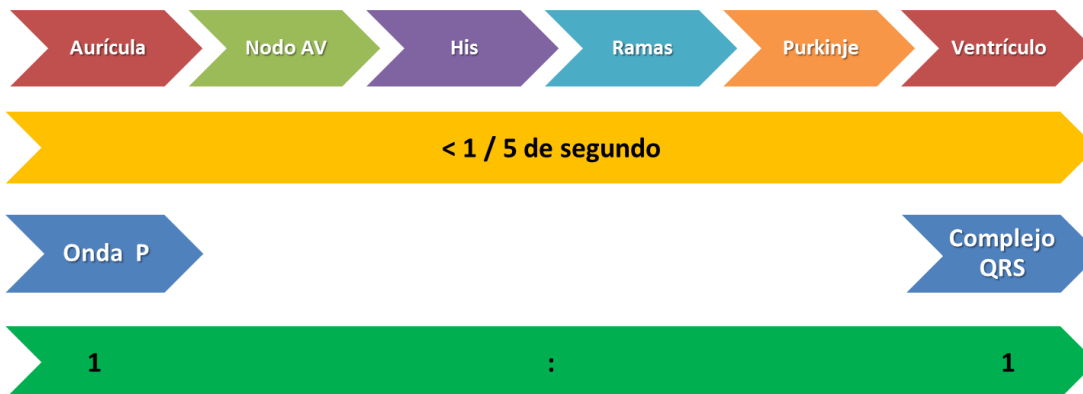 Aurícula Nodo AV His Ramas Purkinje Ventrículo
< 1 / 5 de segundo
Onda P Complejo
QRS
1 : 1